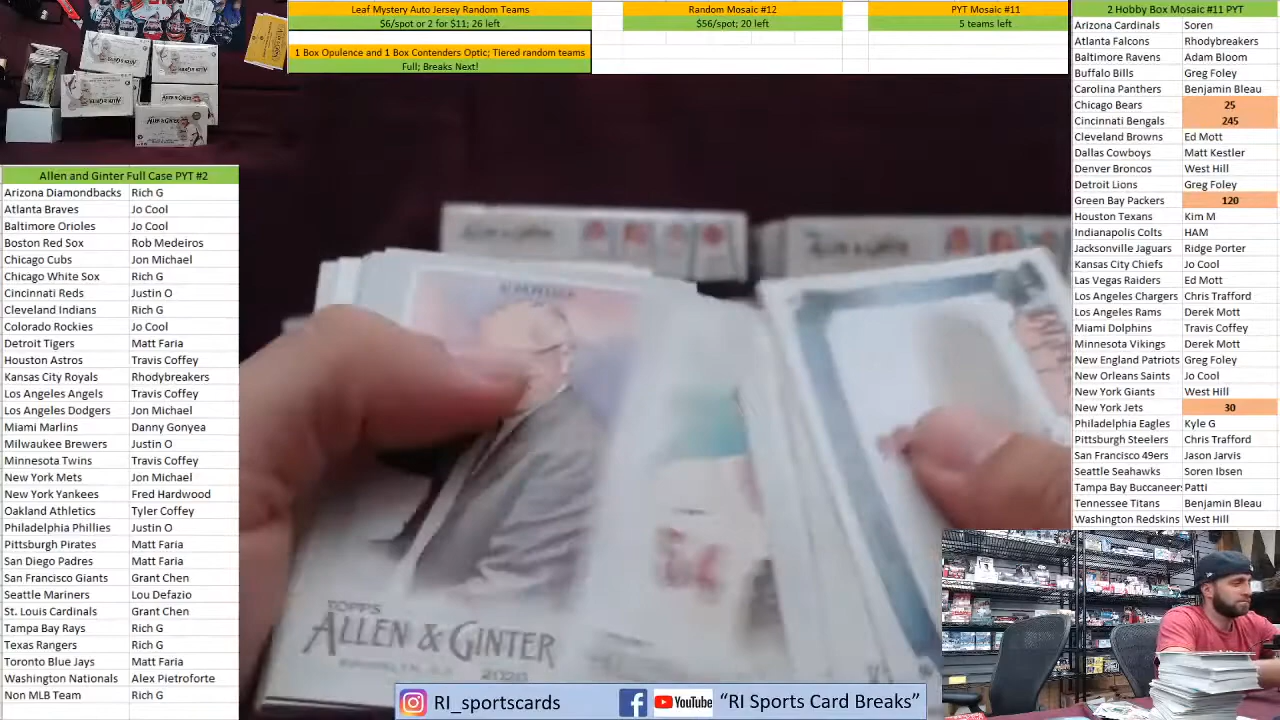 Leaf Mystery Auto Jersey Random Teams
$6/spot or 2 for $11; 26 left
1 Box Opulence and 1 Box Contenders Optic; Tiered random teams
Full; Breaks Next!
Random Mosaic #12
$56/spot; 20 left
PYT Mosaic #11
5 teams left
2 Hobby Box Mosaic #11 PYT
Arizona Cardinals Soren
Atlanta Falcons Rhodybreakers
Baltimore Ravens Adam Bloom
Buffalo Bills Greg Foley
Carolina Panthers Benjamin Bleau
Chicago Bears 25
Cincinnati Bengals 245
Cleveland Browns Ed Mott
Dallas Cowboys Matt Kestler
Denver Broncos West Hill
Detroit Lions Greg Foley
Green Bay Packers 120
Houston Texans Kim M
Indianapolis Colts HAM
Jacksonville Jaguars Ridge Porter
Kansas City Chiefs Jo Cool
Las Vegas Raiders Ed Mott
Los Angeles Chargers Chris Trafford
Los Angeles Rams Derek Mott
Miami Dolphins Travis Coffey
Minnesota Vikings Derek Mott
New England Patriots Greg Foley
New Orleans Saints Jo Cool
New York Giants West Hill
New York Jets 30
Philadelphia Eagles Kyle G
Pittsburgh Steelers Chris Trafford
San Francisco 49ers Jason Jarvis
Seattle Seahawks Soren Ibsen
Tampa Bay Buccaneer Patti
Tennessee Titans Benjamin Bleau
Washington Redskins West Hill
Allen and Ginter Full Case PYT #2
Arizona Diamondbacks Rich G
Atlanta Braves Jo Cool
Baltimore Orioles Jo Cool
Boston Red Sox Rob Medeiros
Chicago Cubs Jon Michael
Chicago White Sox Rich G
Cincinnati Reds Justin O
Cleveland Indians Rich G
Colorado Rockies Jo Cool
Detroit Tigers Matt Faria
Houston Astros Travis Coffey
Kansas City Royals Rhodybreakers
Los Angeles Angels Travis Coffey
Los Angeles Dodgers Jon Michael
Miami Marlins Danny Gonyea
Milwaukee Brewers Justin O
Minnesota Twins Travis Coffey
New York Mets Jon Michael
New York Yankees Fred Hardwood
Oakland Athletics Tyler Coffey
Philadelphia Phillies Justin O
Pittsburgh Pirates Matt Faria
San Diego Padres Matt Faria
San Francisco Giants Grant Chen
Seattle Mariners Lou Defazio
St. Louis Cardinals Grant Chen
Tampa Bay Rays Rich G
Texas Rangers Rich G
Toronto Blue Jays Matt Faria
Washington Nationals Alex Pietroforte
Non MLB Team Rich G
TOPPS
ALLEN & GINTER
2020
RI_sportscards
YouTube
"RI Sports Card Breaks"